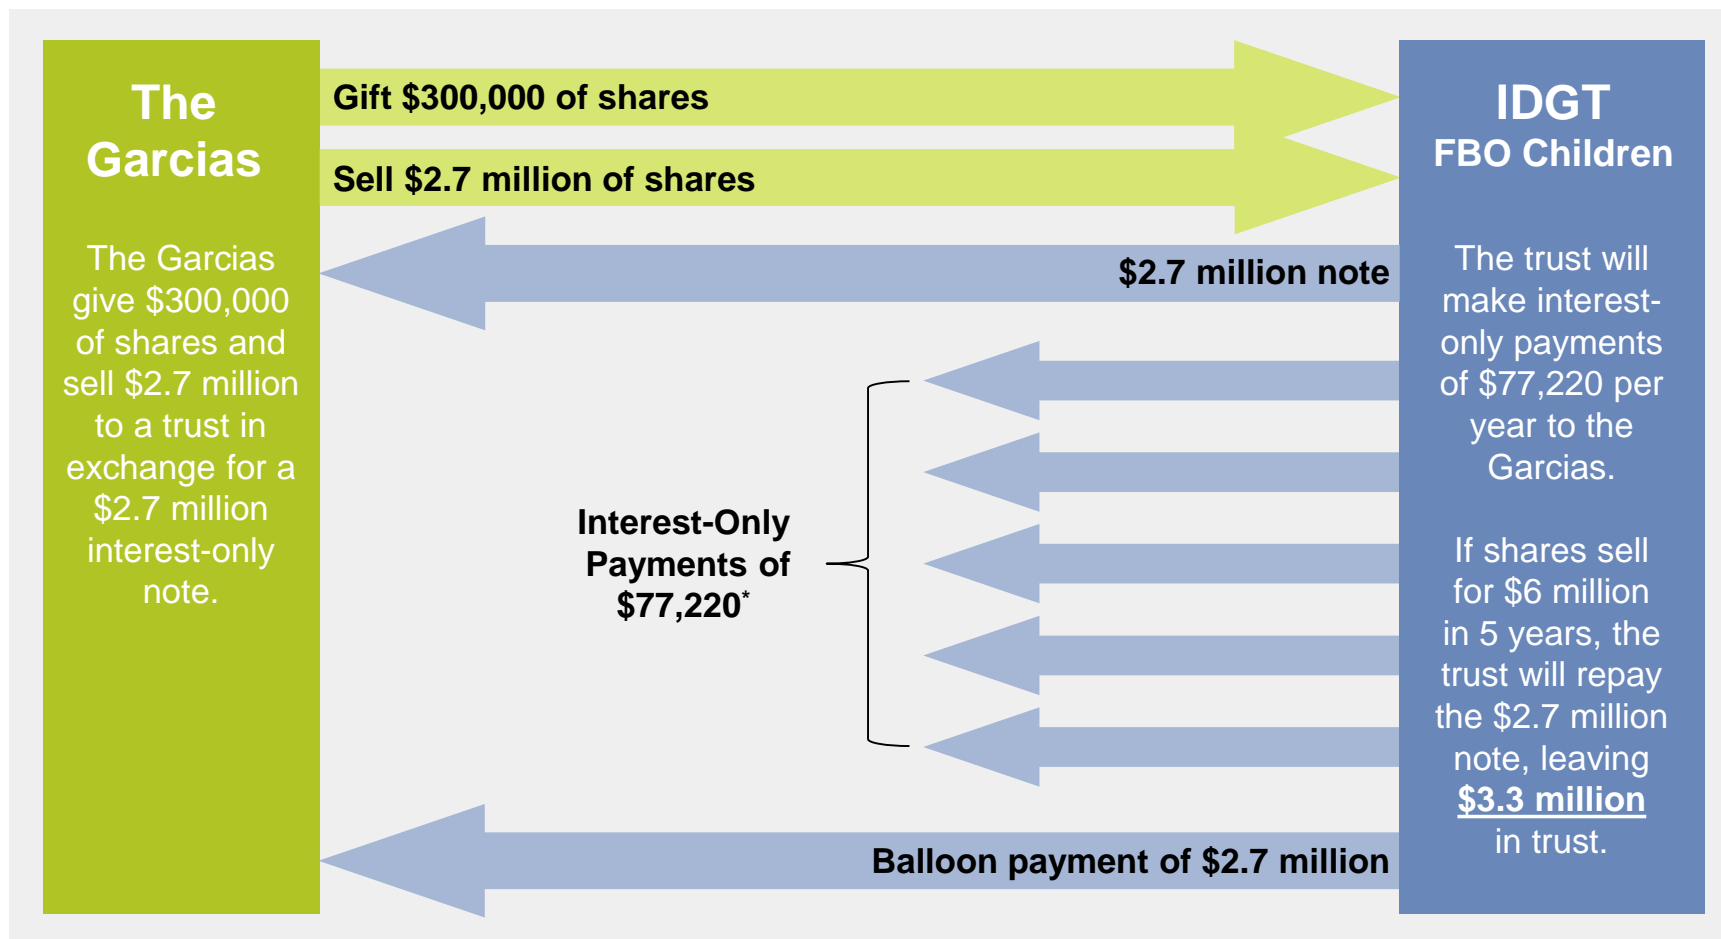 The
Garcias
The Garcias
give $300,000
of shares and
sell $2.7 million
to a trust in
exchange for a
$2.7 million
interest-only
note.
Gift $300,000 of shares
Sell $2.7 million of shares
$2.7 million note
Interest-Only
Payments of
$77,220*
Balloon payment of $2.7 million
IDGT
FBO Children
The trust will
make interest-
only payments
of $77,220 per
year to the
Garcias.
If shares sell
for $6 million
in 5 years, the
trust will repay
the $2.7 million
note, leaving
$3.3 million
in trust.